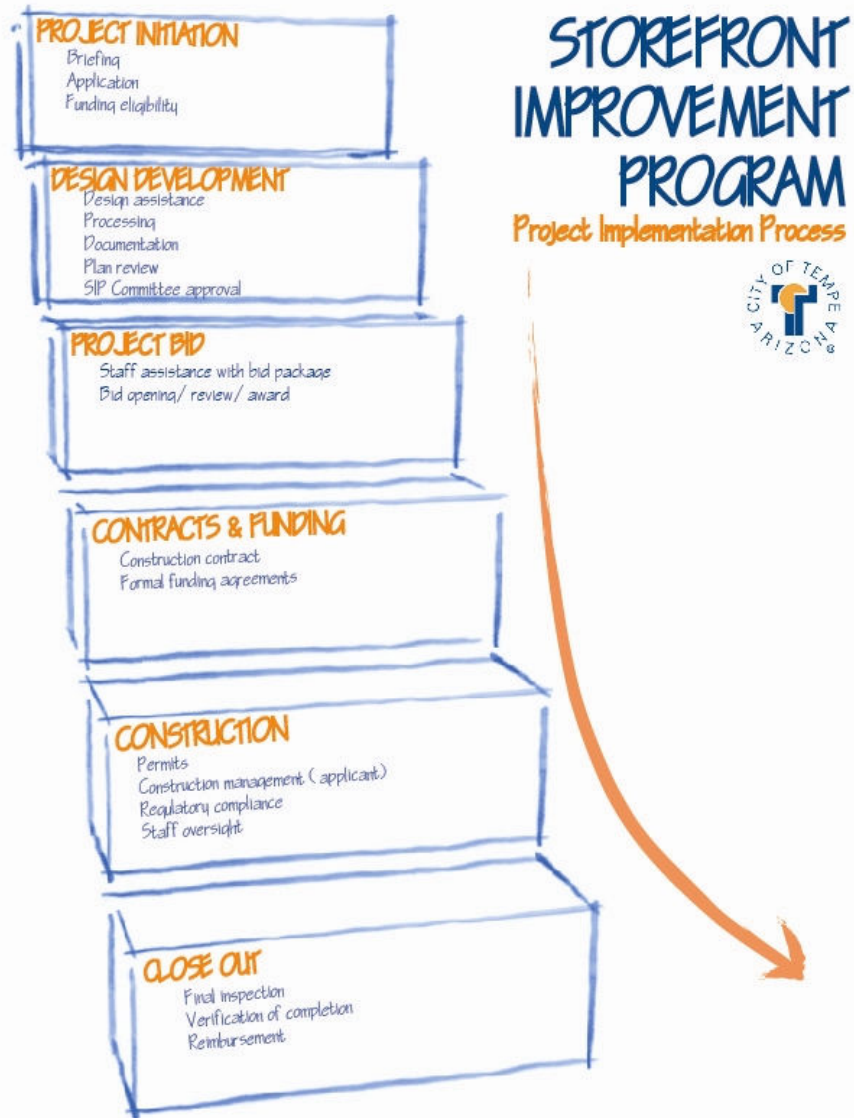 STOREFRONT
IMPROVEMENT
PROGRAM
Project Implementation Process
CITY OF TEMPE
ARIZONA®
PROJECT INITIATION
Briefing
Application
Funding eligibility
DESIGN DEVELOPMENT
Design assistance
Processing
Documentation
Plan review
SIP Committee approval
PROJECT BID
Staff assistance with bid package
Bid opening/ review/ award
CONTRACTS & FUNDING
Construction contract
Formal funding agreements
CONSTRUCTION
Permits
Construction management ( applicant)
Regulatory compliance
Staff oversight
CLOSE OUT
Final inspection
Verification of completion
Reimbursement